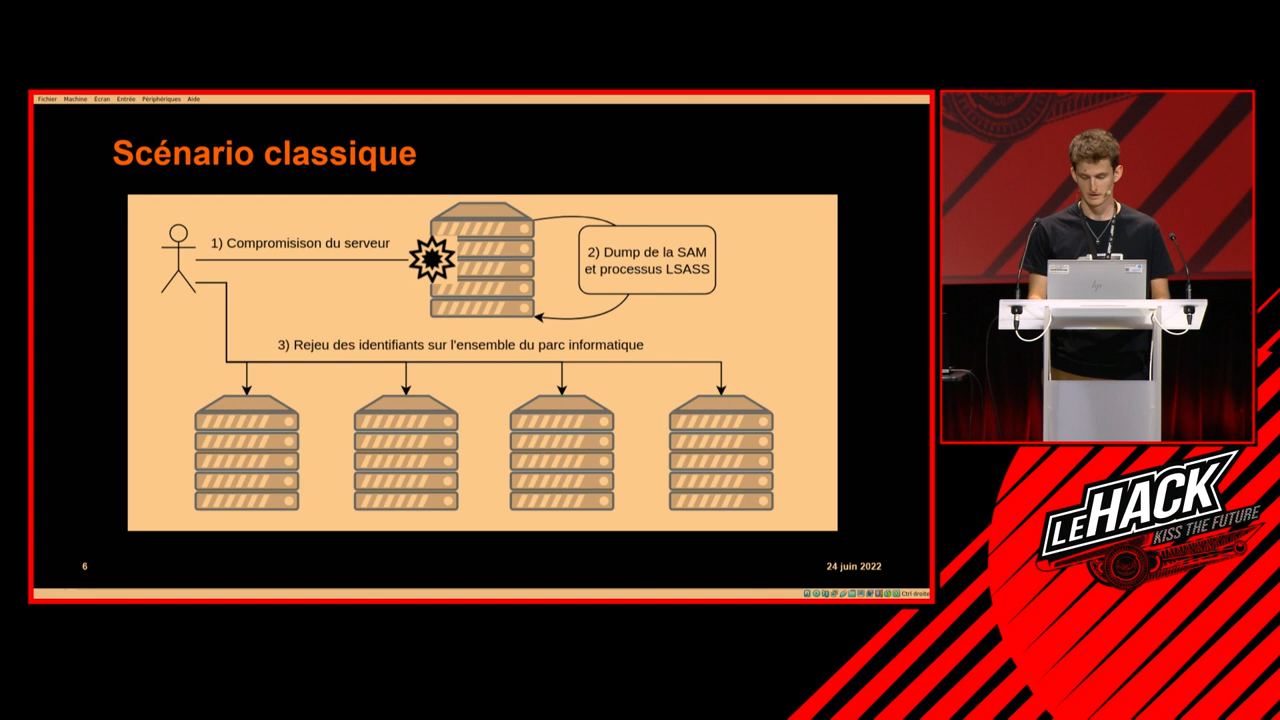 Fichier Machine Écran Entrée Périphériques Aide
Scénario classique
1) Compromisison du serveur
2) Dump de la SAM
et processus LSASS
3) Rejeu des identifiants sur l'ensemble du parc informatique
6
24 juin 2022
Ctrl droite
hp
LEHACK
KISS THE FUTURE